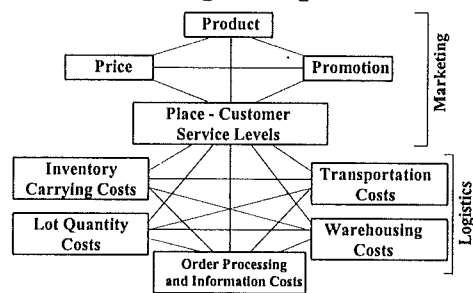 Product
Price
Promotion
Marketing
Place - Customer
Service Levels
Inventory
Carrying Costs
Transportation
Costs
Lot Quantity
Costs
Warehousing
Costs
Logistics
Order Processing
and Information Costs